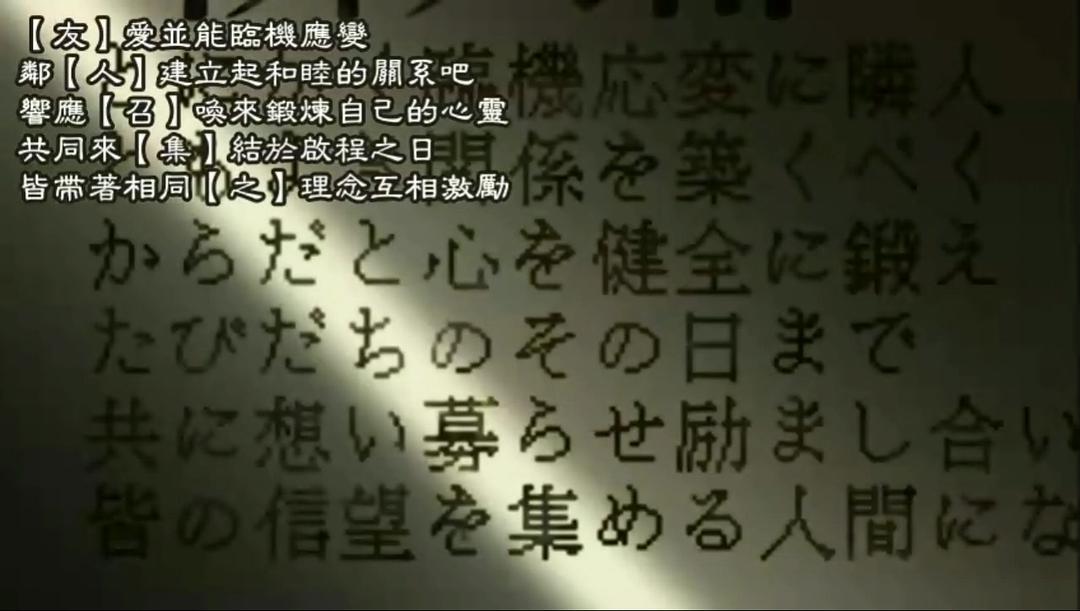 【友】愛並能臨機應變
鄰【人】建立起和睦的關系吧
響應【召】喚來鍛煉自己的心靈
共同來【集】結於啟程之日
皆帶著相同【之】理念互相激勵
臨機応変に隣人
関係を築くべく
からだと心を健全に鍛え
たびだちのその日まで
共に想い募らせ励まし合い
皆の信望を集める人間にな